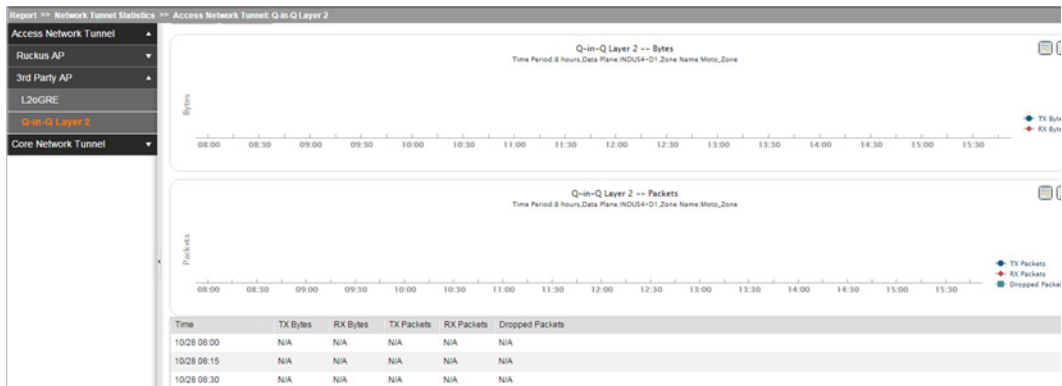 Report >> Network Tunnel Statistics >> Access Network Tunnel: Q-in-Q Layer 2
Access Network Tunnel
Ruckus AP
3rd Party AP
L2oGRE
Q-in-Q Layer 2
Core Network Tunnel
Q-in-Q Layer 2 -- Bytes
Time Period:8 hours,Data Plane:INDUS4-D1,Zone Name:Moto_Zone
Bytes
TX Byte
RX Byte
08:00 08:30 09:00 09:30 10:00 10:30 11:00 11:30 12:00 12:30 13:00 13:30 14:00 14:30 15:00 15:30
Q-in-Q Layer 2 -- Packets
Time Period:8 hours,Data Plane:INDUS4-D1,Zone Name:Moto_Zone
Packets
TX Packets
RX Packets
Dropped Packe
08:00 08:30 09:00 09:30 10:00 10:30 11:00 11:30 12:00 12:30 13:00 13:30 14:00 14:30 15:00 15:30
Time TX Bytes RX Bytes TX Packets RX Packets Dropped Packets
10/28 08:00 N/A N/A N/A N/A N/A
10/28 08:15 N/A N/A N/A N/A N/A
10/28 08:30 N/A N/A N/A N/A N/A